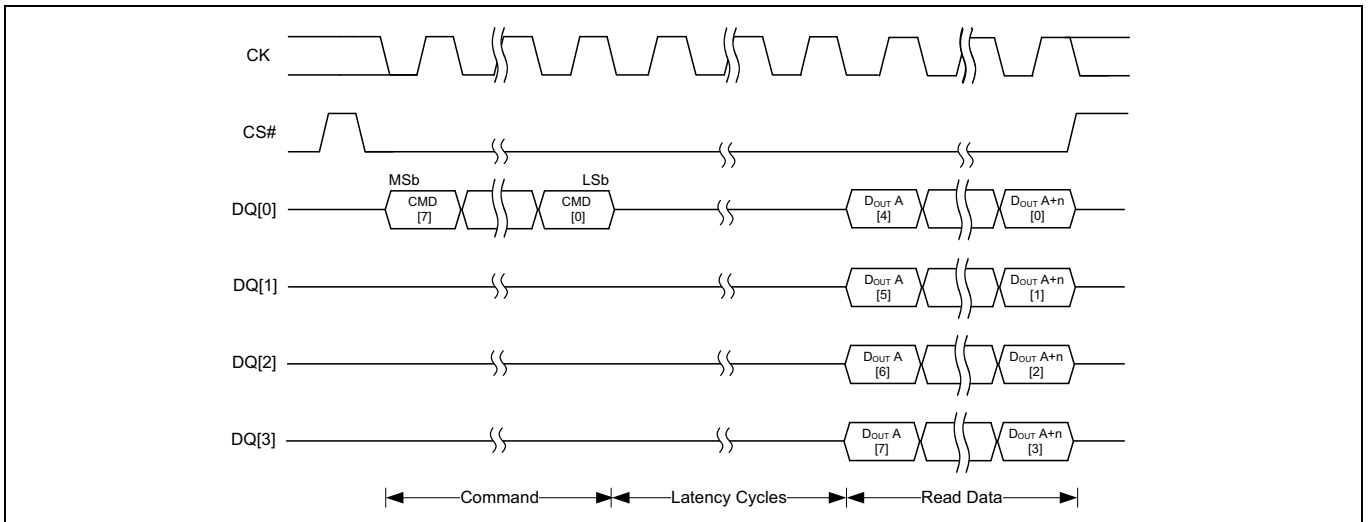 CK
CS#
MSb LSb
DQ[0] CMD [7] CMD [0] DOUT A [4] DOUT A+n [0]
DQ[1] DOUT A [5] DOUT A+n [1]
DQ[2] DOUT A [6] DOUT A+n [2]
DQ[3] DOUT A [7] DOUT A+n [3]
Command Latency Cycles Read Data